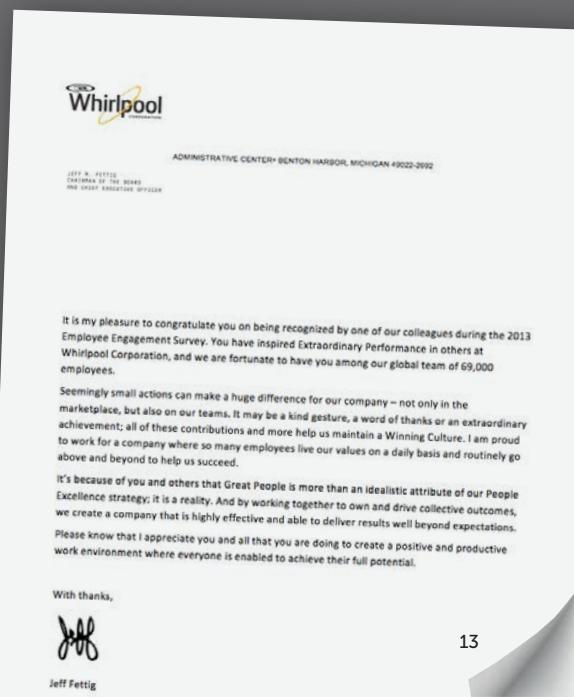 Whirlpool
CORPORATION
ADMINISTRATIVE CENTER• BENTON HARBOR, MICHIGAN 49022-2692
JEFF M. FETTIG
CHAIRMAN OF THE BOARD
AND CHIEF EXECUTIVE OFFICER
It is my pleasure to congratulate you on being recognized by one of our colleagues during the 2013
Employee Engagement Survey. You have inspired Extraordinary Performance in others at
Whirlpool Corporation, and we are fortunate to have you among our global team of 69,000
employees.
Seemingly small actions can make a huge difference for our company – not only in the
marketplace, but also on our teams. It may be a kind gesture, a word of thanks or an extraordinary
achievement; all of these contributions and more help us maintain a Winning Culture. I am proud
to work for a company where so many employees live our values on a daily basis and routinely go
above and beyond to help us succeed.
It's because of you and others that Great People is more than an idealistic attribute of our People
Excellence strategy; it is a reality. And by working together to own and drive collective outcomes,
we create a company that is highly effective and able to deliver results well beyond expectations.
Please know that I appreciate you and all that you are doing to create a positive and productive
work environment where everyone is enabled to achieve their full potential.
With thanks,
Jeff
Jeff Fettig
13